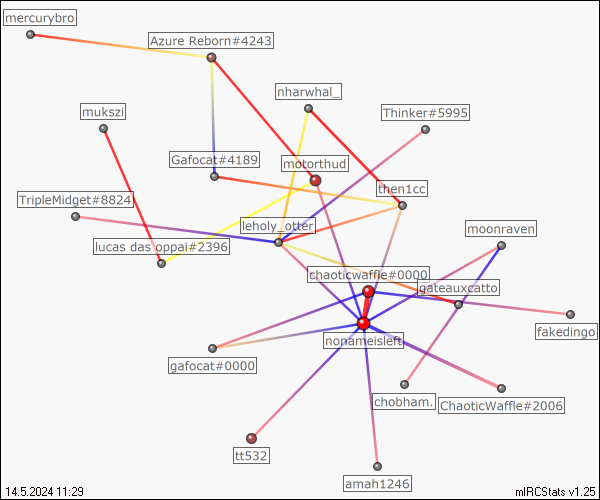 mercurybro
Azure Reborn#4243
nharwhal_
mukszi
Thinker#5995
Gafocat#4189
motorthud
then1cc
TripleMidget#8824
leholy_otter
moonraven
lucas das oppai#2396
chaoticwaffle#0000
gateauxcatto
fakedingo
nonameisleft
gafocat#0000
chobham.
ChaoticWaffle#2006
tt532
amah1246
14.5.2024 11:29
mIRCStats v1.25